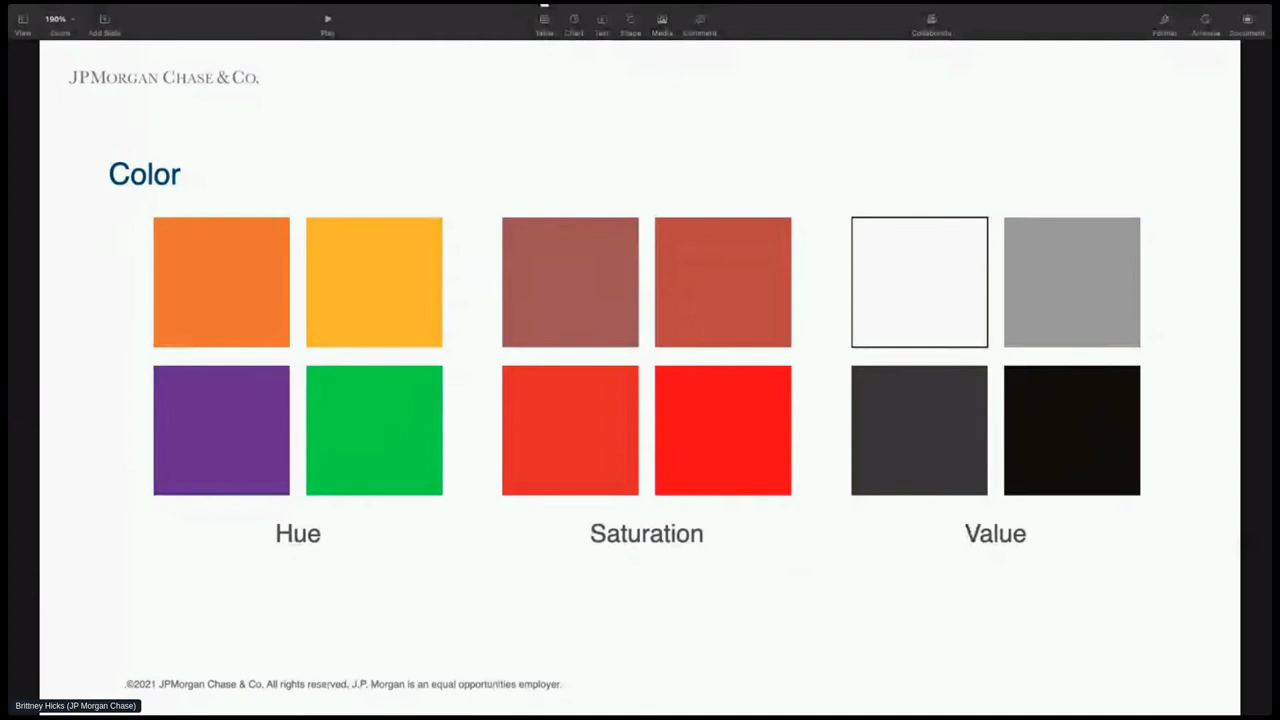 190%
View
Zoom
Add Slide
Play
Table
Chart
Text
Shape
Media
Comment
Collaborate
Format
Animate
Document
JPMORGAN CHASE & CO.
Color
Hue
Saturation
Value
.©2021 JPMorgan Chase & Co. All rights reserved. J.P. Morgan is an equal opportunities employer.
Brittney Hicks (JP Morgan Chase)